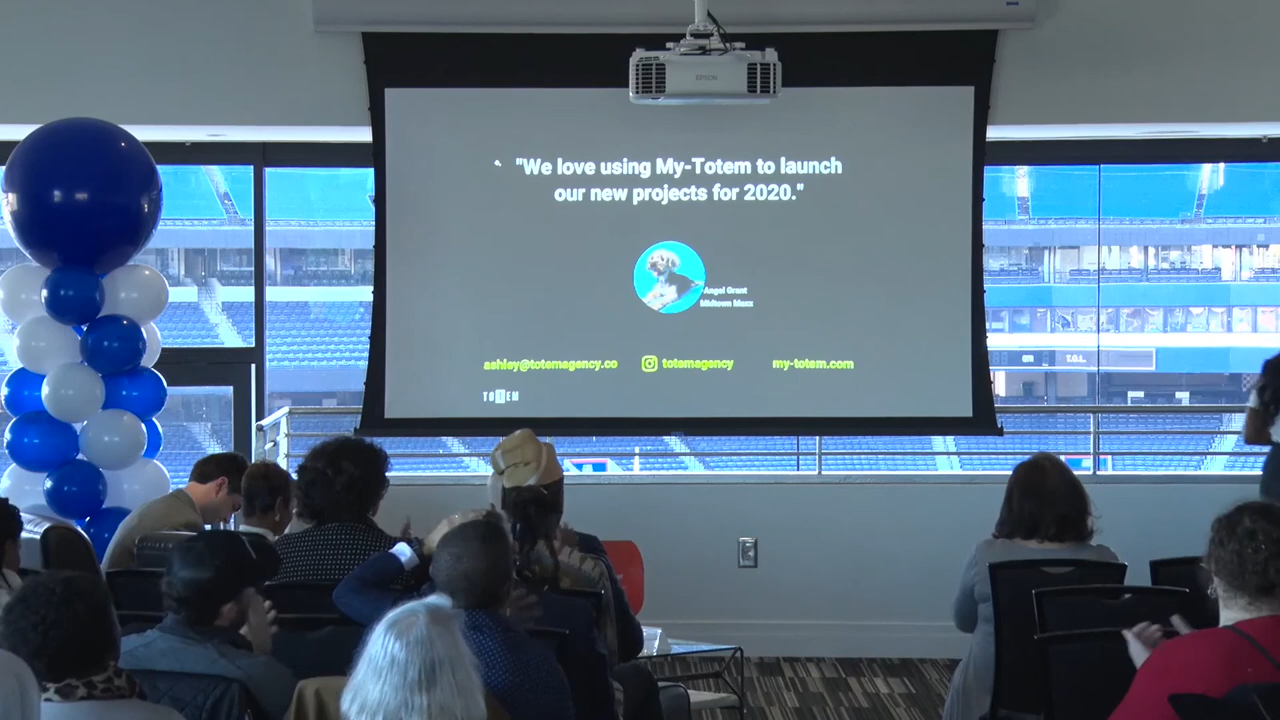 EPSON
"We love using My-Totem to launch
our new projects for 2020."
Angel Grant
Midtown Maxx
ashley@totemagency.co
totemagency
my-totem.com
TOTEM